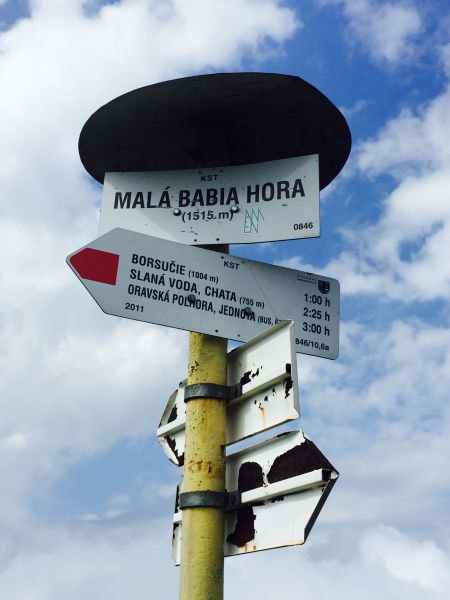 KST
MALÁ BABIA HORA
(1515 m)
0846
KST
BORSUČIE (1004 m) 1:00 h
SLANÁ VODA, CHATA (755 m) 2:25 h
ORAVSKÁ POLHORA, JEDNOTA (BUS, 3:00 h
2011 846/10,6a